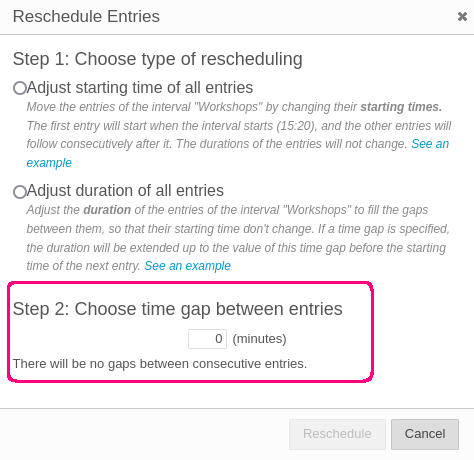 Reschedule Entries
Step 1: Choose type of rescheduling
Adjust starting time of all entries
Move the entries of the interval "Workshops" by changing their starting times.
The first entry will start when the interval starts (15:20), and the other entries will
follow consecutively after it. The durations of the entries will not change. See an
example
Adjust duration of all entries
Adjust the duration of the entries of the interval "Workshops" to fill the gaps
between them, so that their starting time don't change. If a time gap is specified,
the duration will be extended up to the value of this time gap before the starting
time of the next entry. See an example
Step 2: Choose time gap between entries
0 (minutes)
There will be no gaps between consecutive entries.
Reschedule Cancel